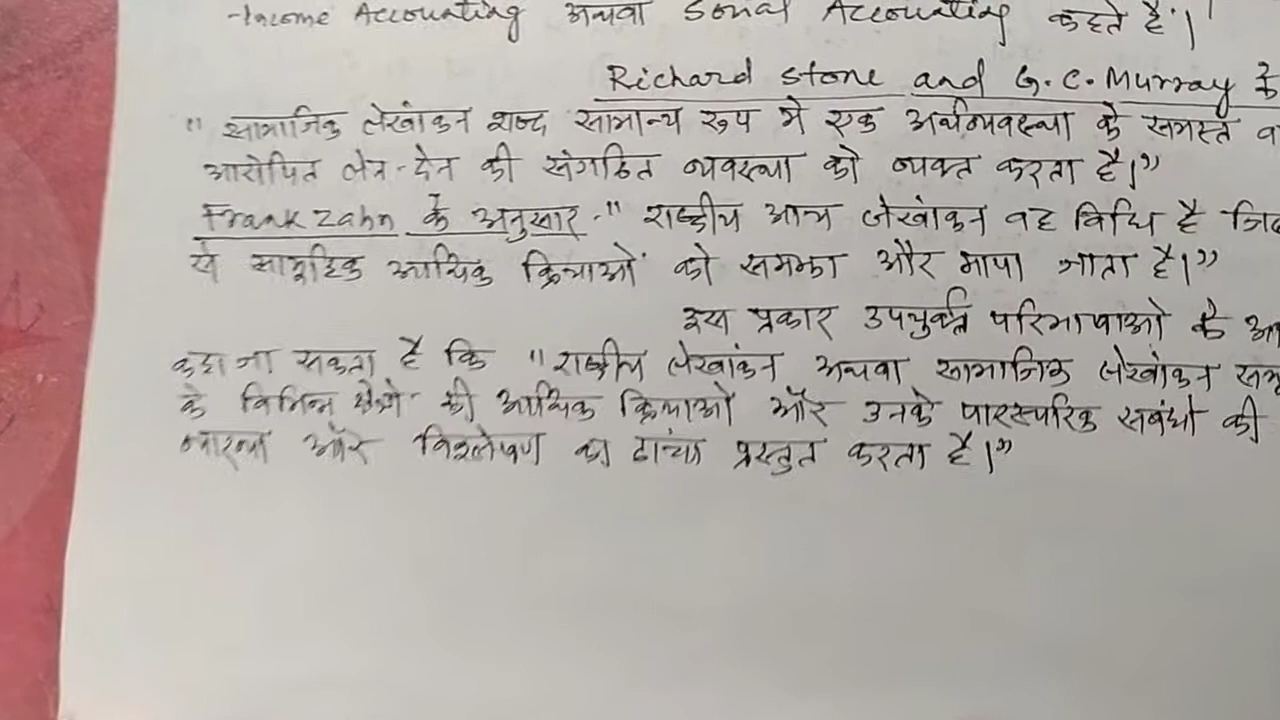 -Income Accounting अथवा Social Accounting कहते है।
Richard Stone and G.C. Murray के
"सामाजिक लेखांकन शब्द सामान्य रूप मे एक अर्थव्यवस्था के समस्त
आरोपित लेन-देन की संगठित व्यवस्था को व्यक्त करता है।"
Frank Zahn के अनुसार - "राष्ट्रीय आय लेखांकन वह विधि है
से सामूहिक आर्थिक क्रियाओं को समझा और मापा जाता है।"
इस प्रकार उपयुर्क्त परिभाषाओ के
कहा जा सकता है कि "राष्ट्रीय लेखांकन अथवा सामाजिक लेखांकन
के विभिन्न क्षेत्रो की आर्थिक क्रियाओ और उनके पारस्परिक सबंधो की
और विश्लेषण का ढांचा प्रस्तुत करता है।"